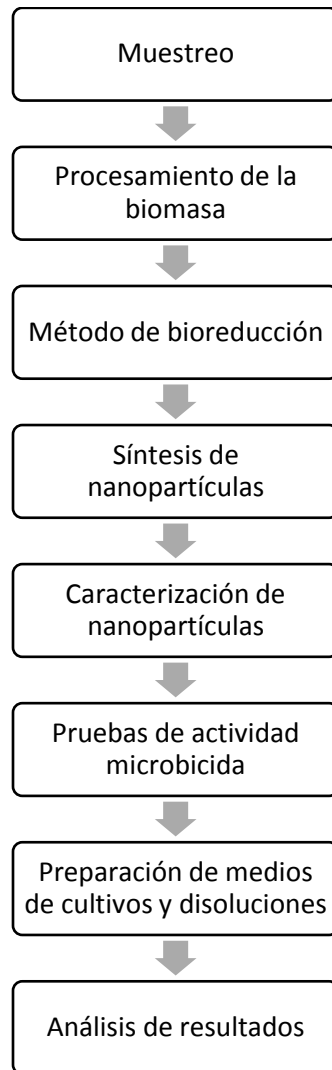 Muestreo
Procesamiento de la
biomasa
Método de bioreducción
Síntesis de
nanopartículas
Caracterización de
nanopartículas
Pruebas de actividad
microbicida
Preparación de medios
de cultivos y disoluciones
Análisis de resultados